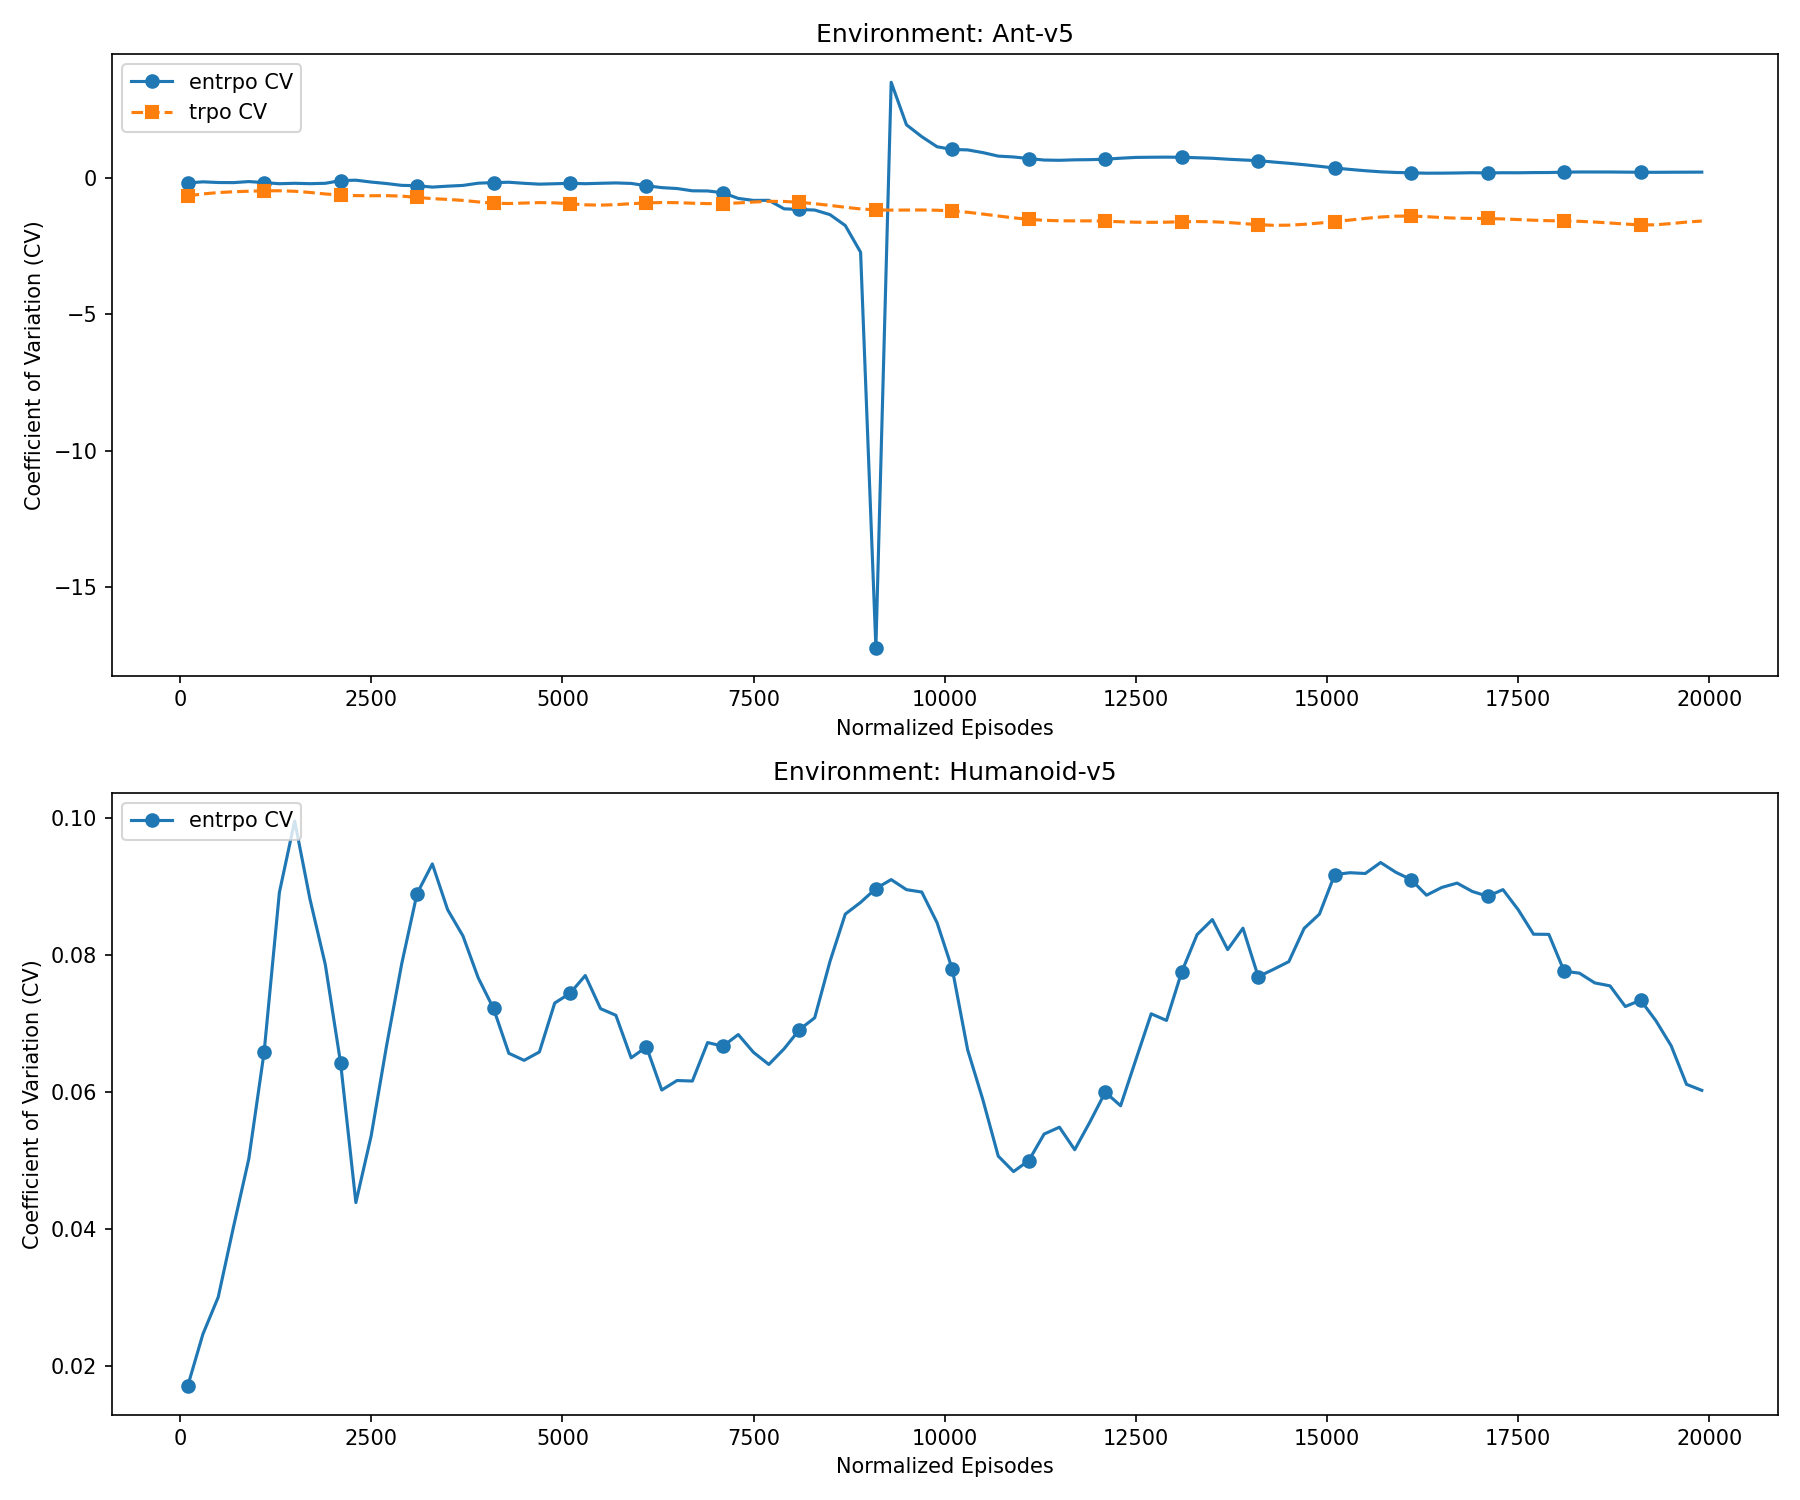 Environment: Ant-v5
entrpo CV
trpo CV
Coefficient of Variation (CV)
0
−5
−10
−15
0 2500 5000 7500 10000 12500 15000 17500 20000
Normalized Episodes
Environment: Humanoid-v5
entrpo CV
Coefficient of Variation (CV)
0.10
0.08
0.06
0.04
0.02
0 2500 5000 7500 10000 12500 15000 17500 20000
Normalized Episodes